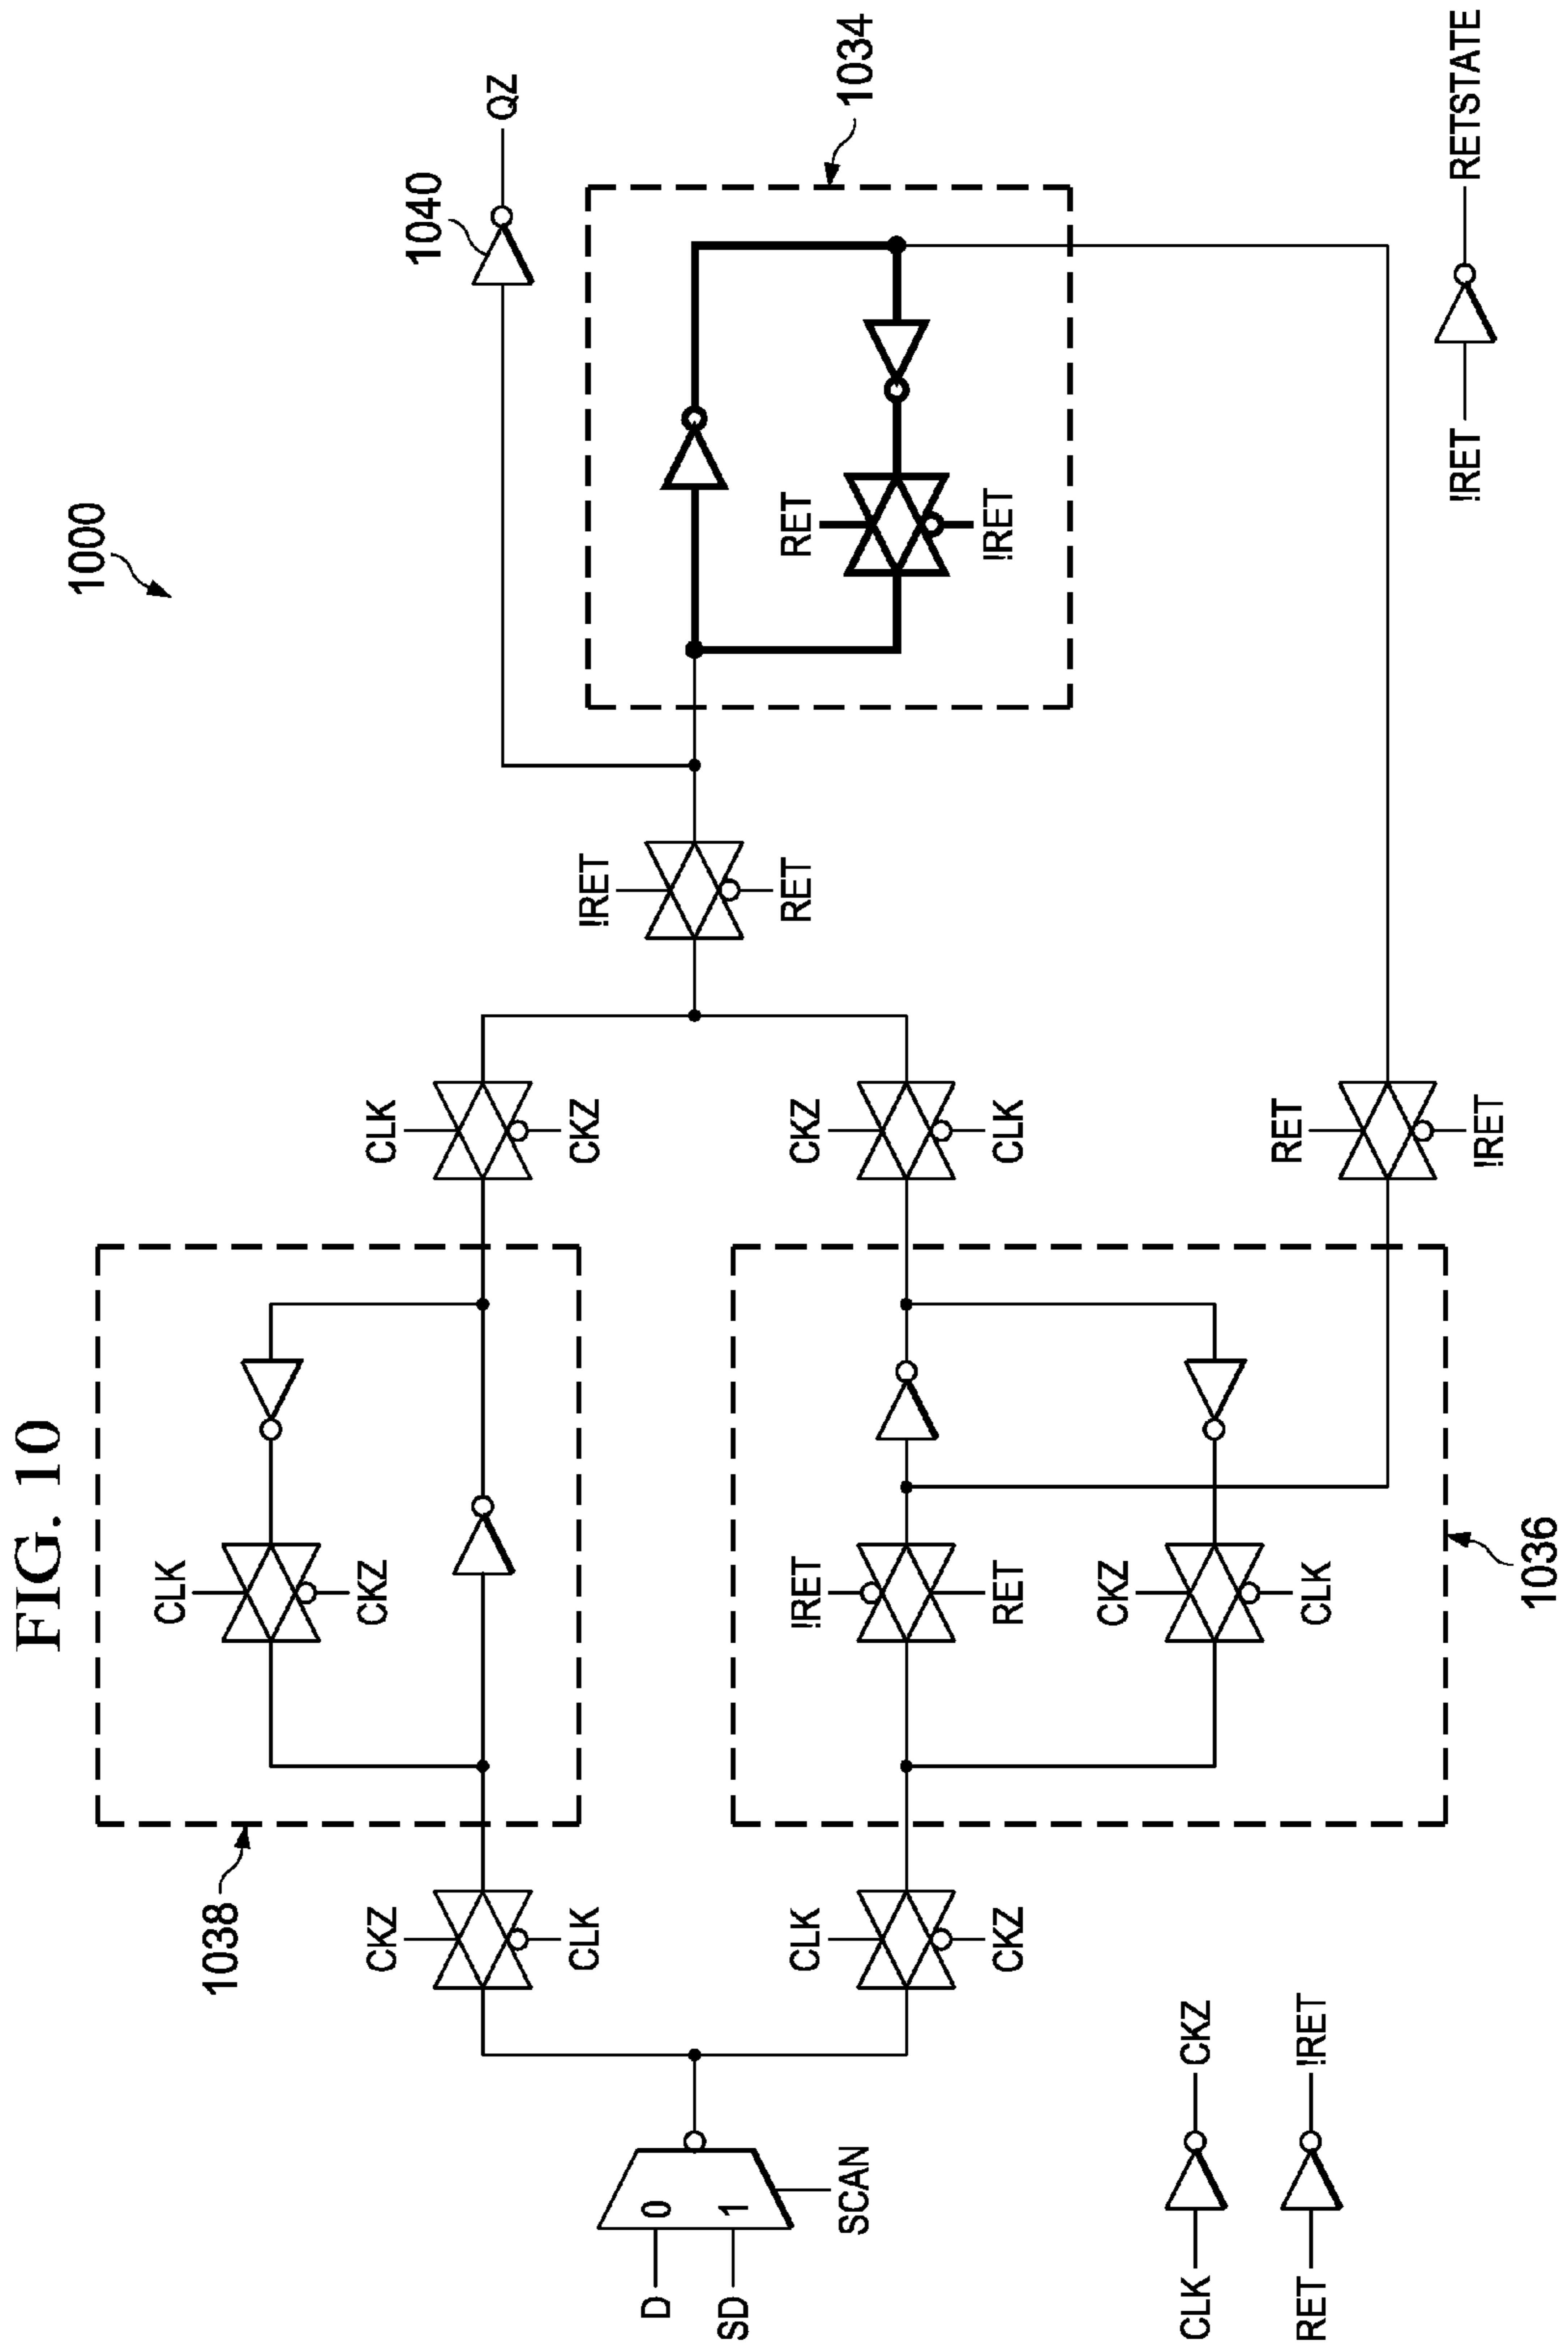 FIG. 10
1000
1038
CLK
CKZ
CKZ
CLK
CLK
CKZ
1040
QZ
D
0
SD
1
SCAN
!RET
RET
1034
RET
!RET
CLK
CKZ
!RET
RET
CKZ
CLK
CKZ
CLK
1036
RET
!RET
CLK
CKZ
RET
!RET
!RET
RETSTATE